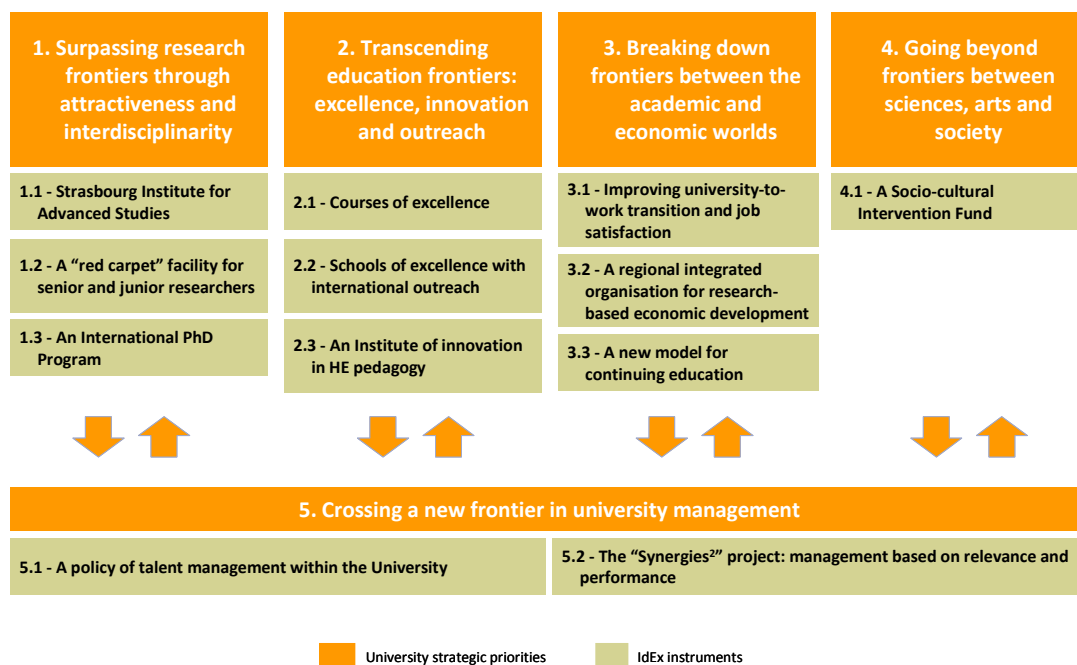 1. Surpassing research
frontiers through
attractiveness and
interdisciplinarity
2. Transcending
education frontiers:
excellence, innovation
and outreach
3. Breaking down
frontiers between the
academic and
economic worlds
4. Going beyond
frontiers between
sciences, arts and
society
1.1 - Strasbourg Institute for
Advanced Studies
1.2 - A “red carpet” facility for
senior and junior researchers
1.3 - An International PhD
Program
2.1 - Courses of excellence
2.2 - Schools of excellence with
international outreach
2.3 - An Institute of innovation
in HE pedagogy
3.1 - Improving university-to-
work transition and job
satisfaction
3.2 - A regional integrated
organisation for research-
based economic development
3.3 - A new model for
continuing education
4.1 - A Socio-cultural
Intervention Fund
5. Crossing a new frontier in university management
5.1 - A policy of talent management within the University
5.2 - The “Synergies²” project: management based on relevance and
performance
University strategic priorities
IdEx instruments